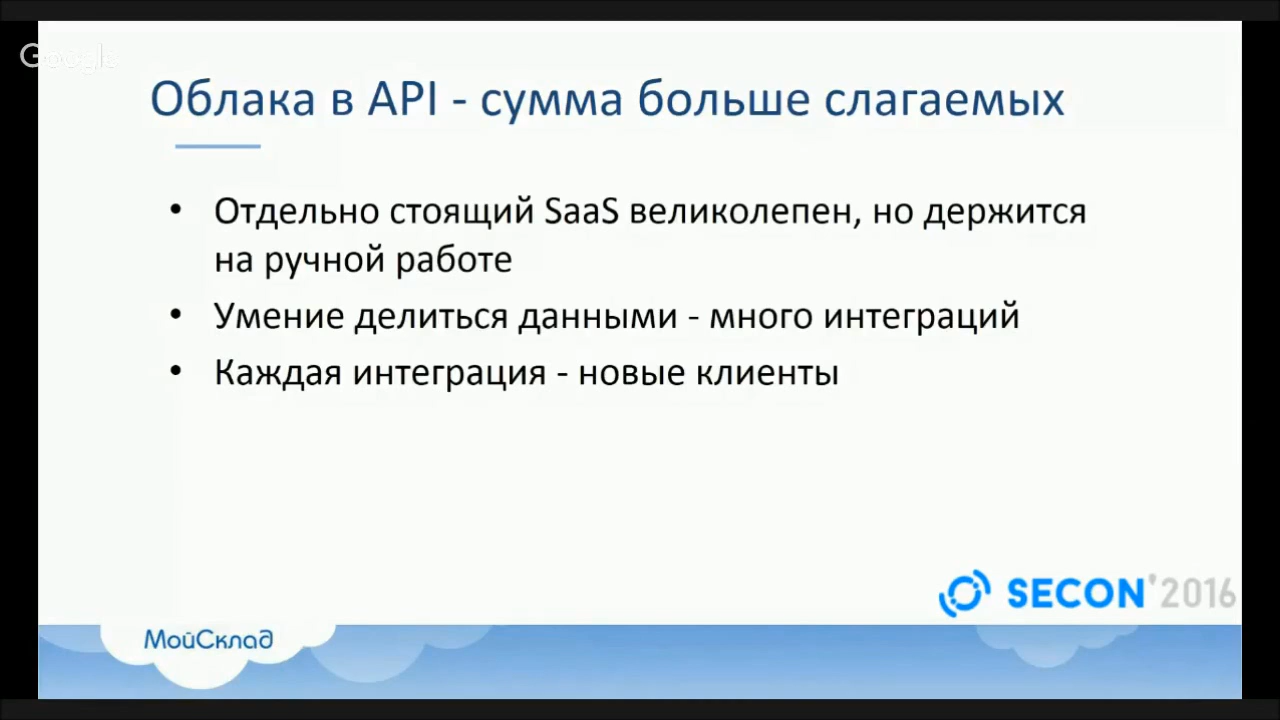 Google
Облака в API - сумма больше слагаемых
• Отдельно стоящий SaaS великолепен, но держится
на ручной работе
• Умение делиться данными - много интеграций
• Каждая интеграция - новые клиенты
SECON'2016
МойСклад